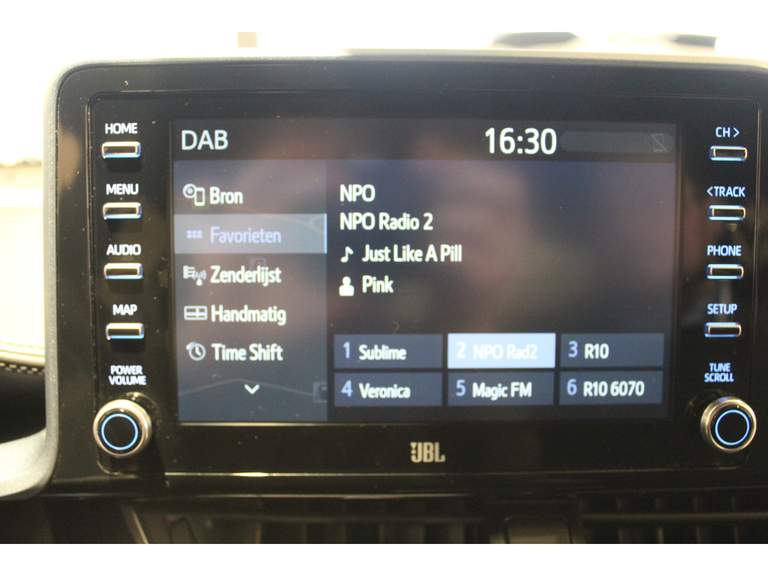 HOME
MENU
AUDIO
MAP
POWER
VOLUME
DAB 16:30
Bron
Favorieten
Zenderlijst
Handmatig
Time Shift
NPO
NPO Radio 2
Just Like A Pill
Pink
1 Sublime 2 NPO Rad2 3 R10
4 Veronica 5 Magic FM 6 R10 6070
CH >
< TRACK
PHONE
SETUP
TUNE
SCROLL
JBL